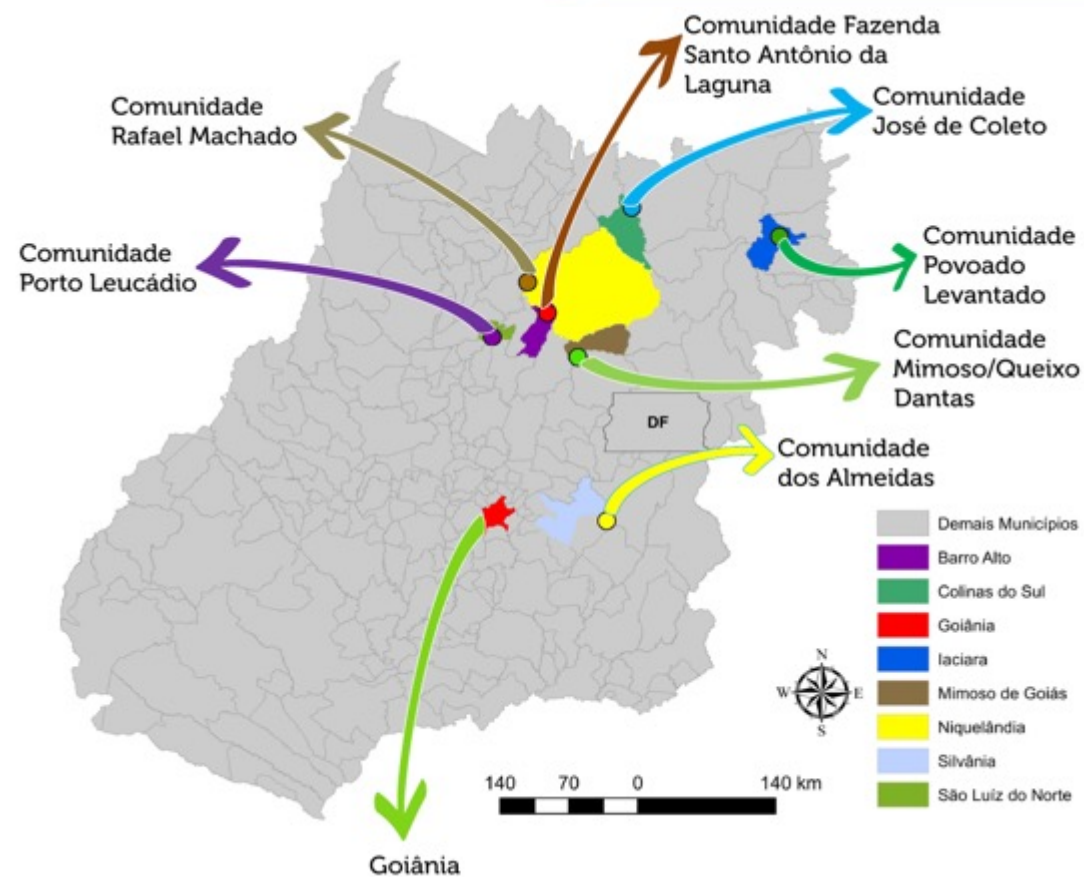 Comunidade Fazenda
Santo Antônio da
Laguna
Comunidade
José de Coleto
Comunidade
Rafael Machado
Comunidade
Porto Leucádio
Comunidade
Povoado
Levantado
Comunidade
Mimoso/Queixo
Dantas
DF
Comunidade
dos Almeidas
Demais Municípios
Barro Alto
Colinas do Sul
Goiânia
Iaciara
Mimoso de Goiás
Niquelândia
Silvânia
São Luíz do Norte
N
W E
S
140 70 0 140 km
Goiânia